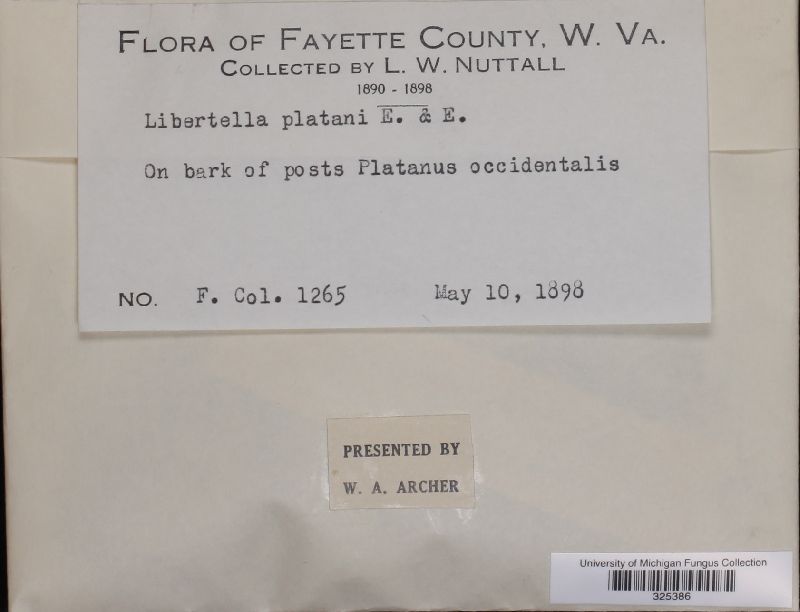 FLORA OF FAYETTE COUNTY, W. VA.
COLLECTED BY L. W. NUTTALL
1890 - 1898
Libertella platani E. & E.
On bark of posts Platanus occidentalis
NO. F. Col. 1265 May 10, 1898
PRESENTED BY
W. A. ARCHER
University of Michigan Fungus Collection
325386